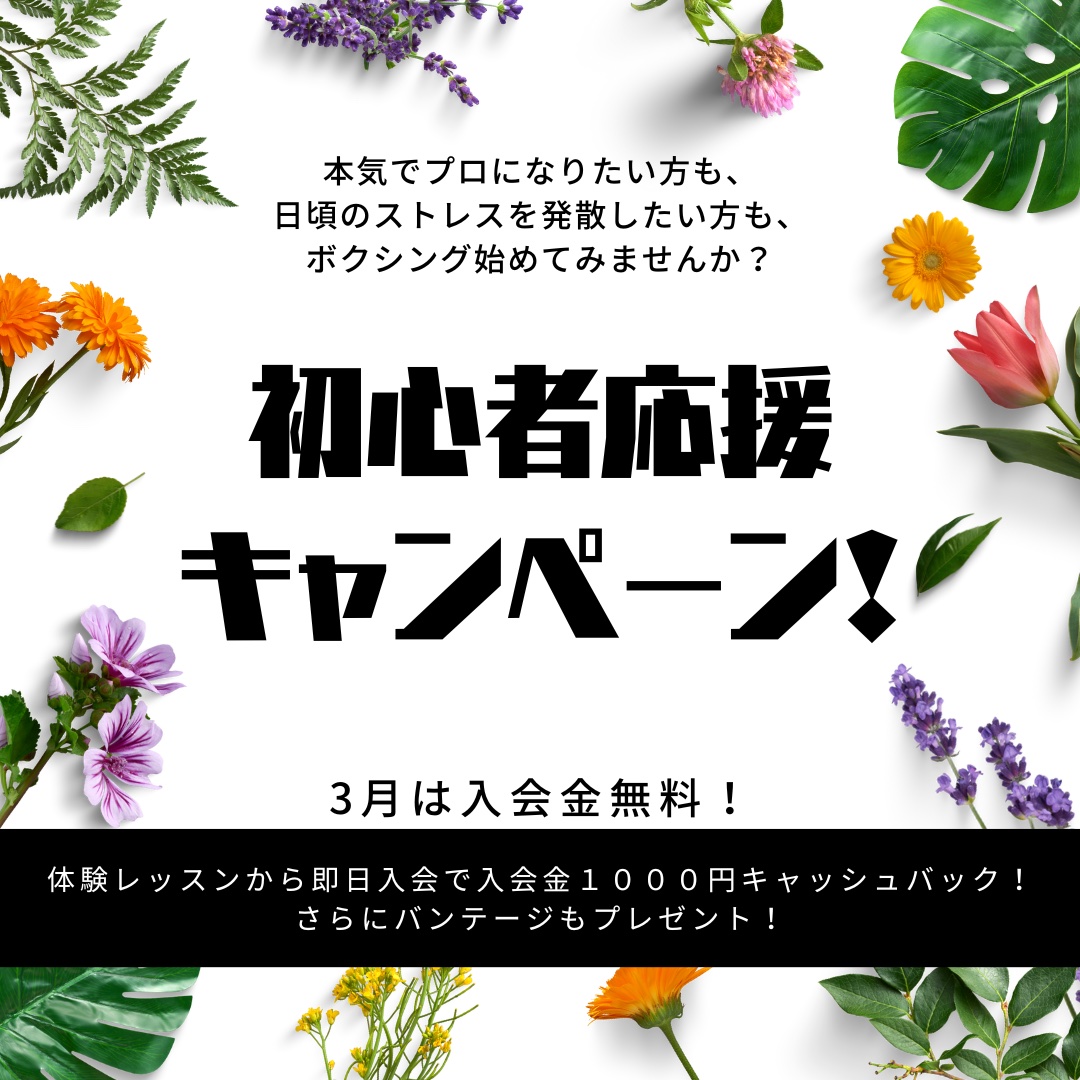 本気でプロになりたい方も、
日頃のストレスを発散したい方も、
ボクシング始めてみませんか？
初心者応援
キャンペーン!
3月は入会金無料！
体験レッスンから即日入会で入会金１０００円キャッシュバック！
さらにバンテージもプレゼント！